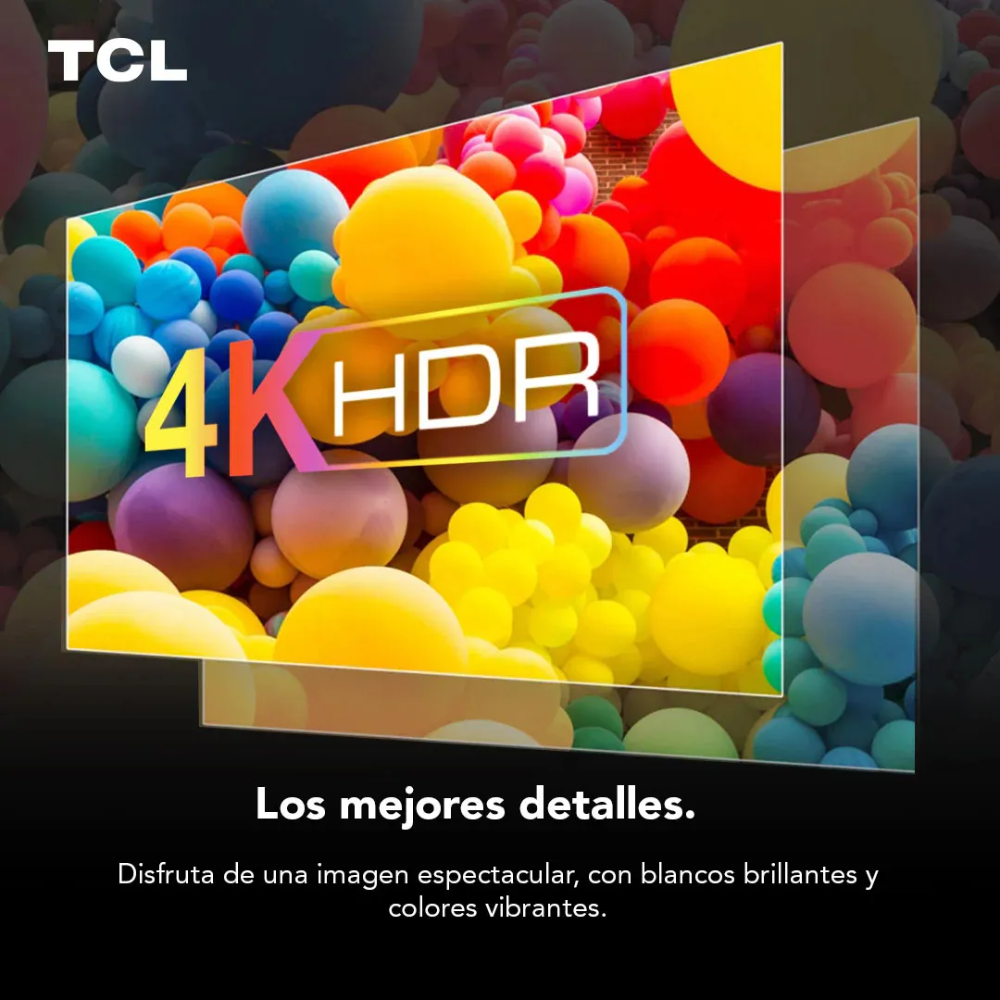 TCL
4K HDR
Los mejores detalles.
Disfruta de una imagen espectacular, con blancos brillantes y
colores vibrantes.